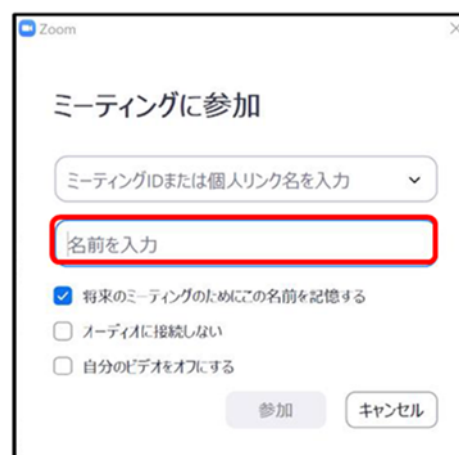 Zoom
ミーティングに参加
ミーティングIDまたは個人リンク名を入力
名前を入力
将来のミーティングのためにこの名前を記憶する
オーディオに接続しない
自分のビデオをオフにする
参加 キャンセル